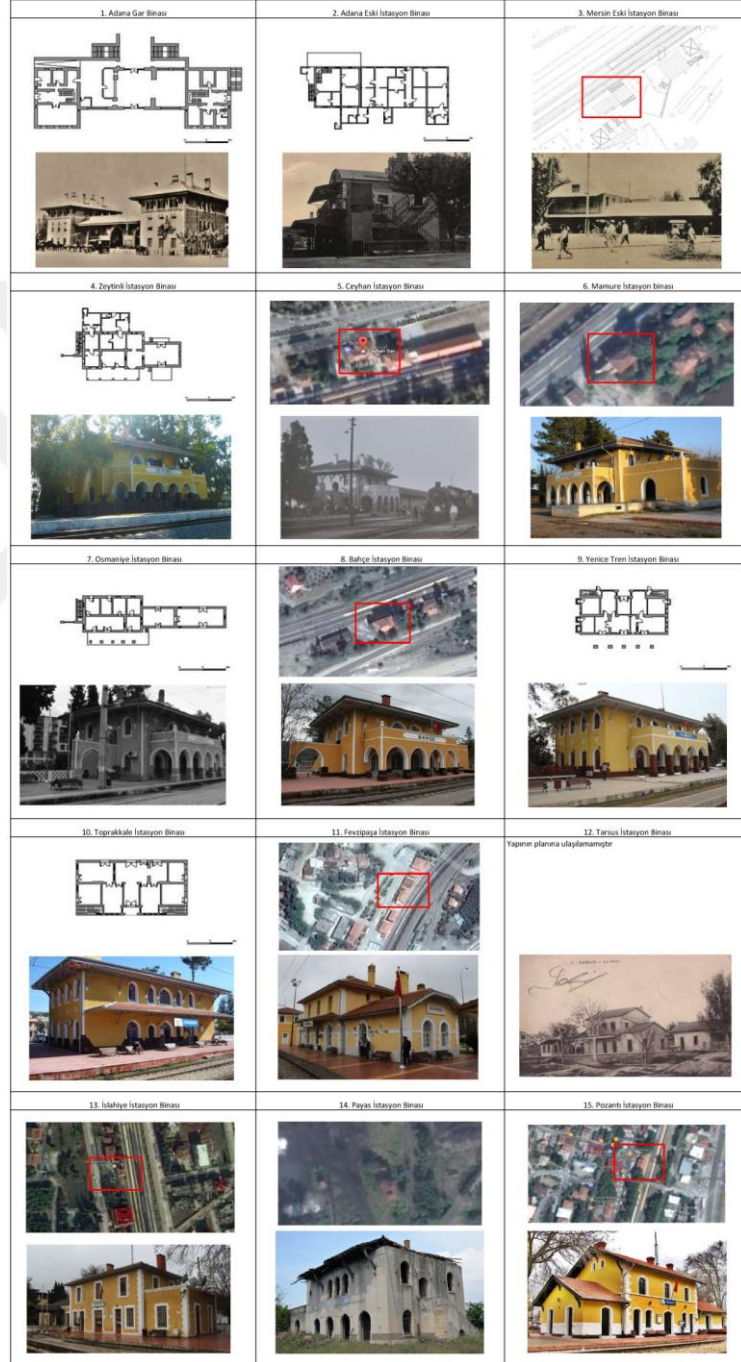 1. Adana Gar Binası
2. Adana Eski İstasyon Binası
3. Mersin Eski İstasyon Binası
4. Zeytinli İstasyon Binası
5. Ceyhan İstasyon Binası
6. Mamure İstasyon binası
7. Osmaniye İstasyon Binası
8. Bahçe İstasyon Binası
BAHÇE
9. Yenice Tren İstasyon Binası
10. Toprakkale İstasyon Binası
11. Fevzipaşa İstasyon Binası
12. Tarsus İstasyon Binası
Yapının planına ulaşılamamıştır
13. İslahiye İstasyon Binası
14. Payas İstasyon Binası
15. Pozantı İstasyon Binası